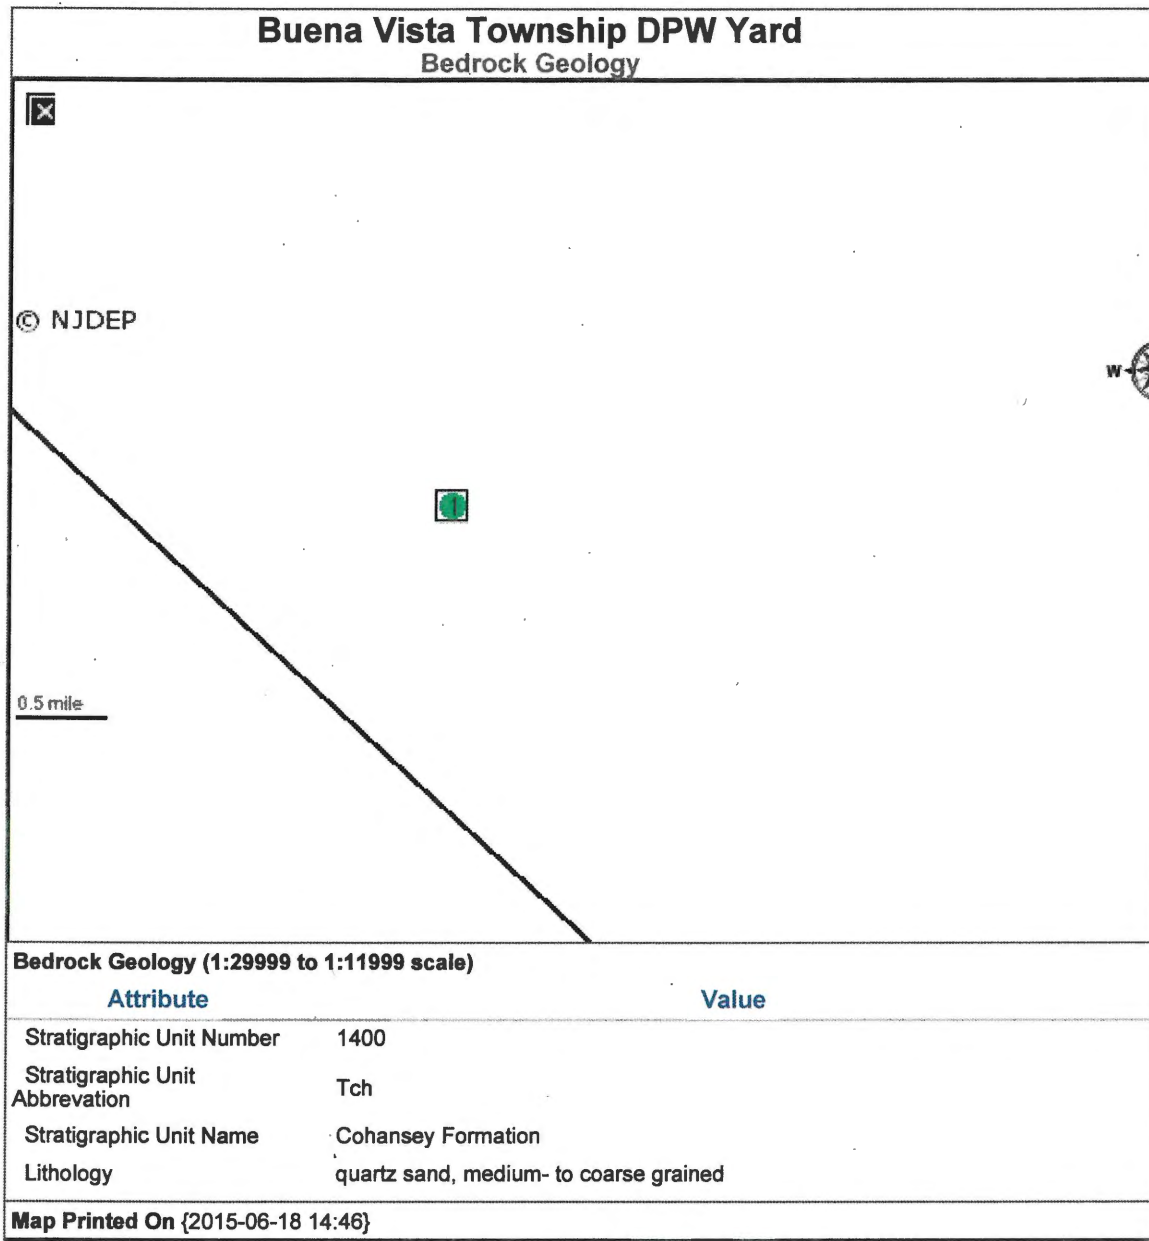 Buena Vista Township DPW Yard
Bedrock Geology
© NJDEP
W
1
0.5 mile
Bedrock Geology (1:29999 to 1:11999 scale)
Attribute Value
Stratigraphic Unit Number 1400
Stratigraphic Unit
Abbrevation Tch
Stratigraphic Unit Name Cohansey Formation
Lithology quartz sand, medium- to coarse grained
Map Printed On {2015-06-18 14:46}